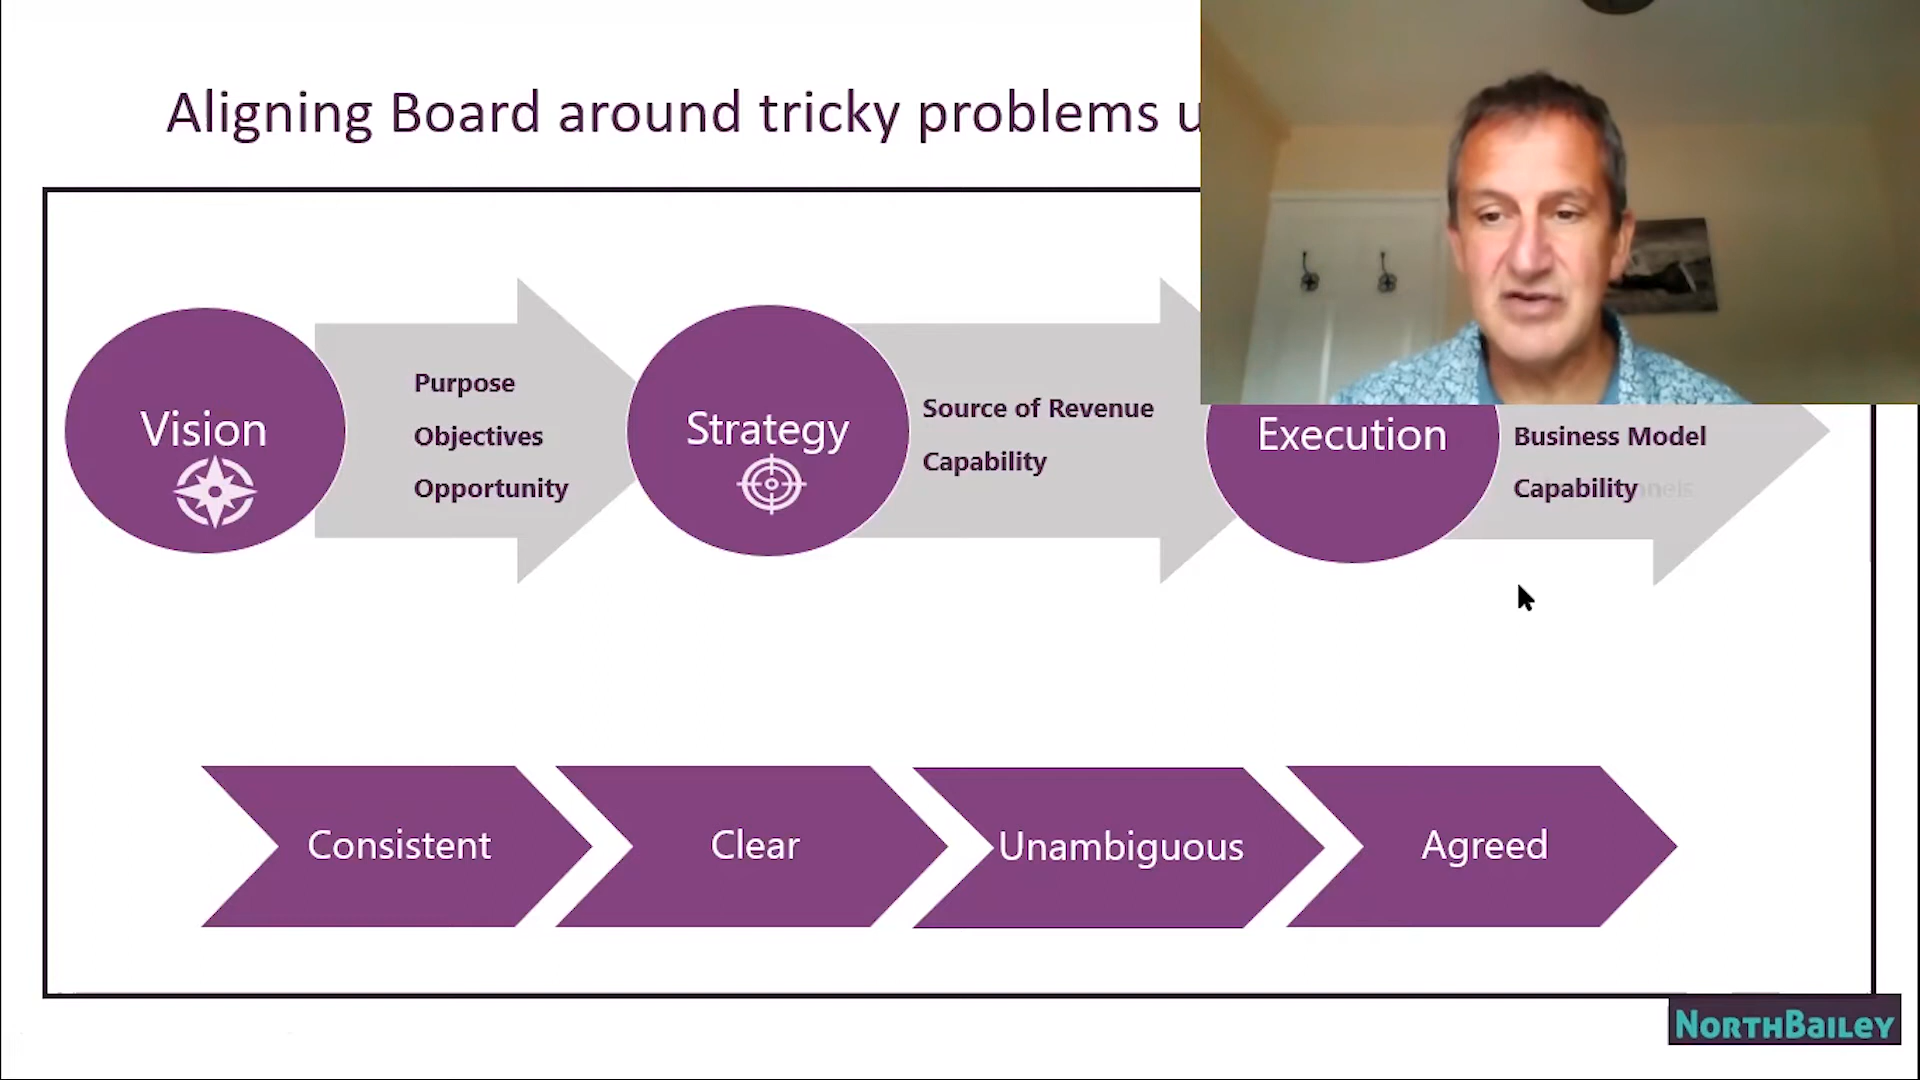 Aligning Board around tricky problems u
Vision
Purpose
Objectives
Opportunity
Strategy
Source of Revenue
Capability
Execution
Business Model
Capability
Consistent
Clear
Unambiguous
Agreed
NORTHBAILEY